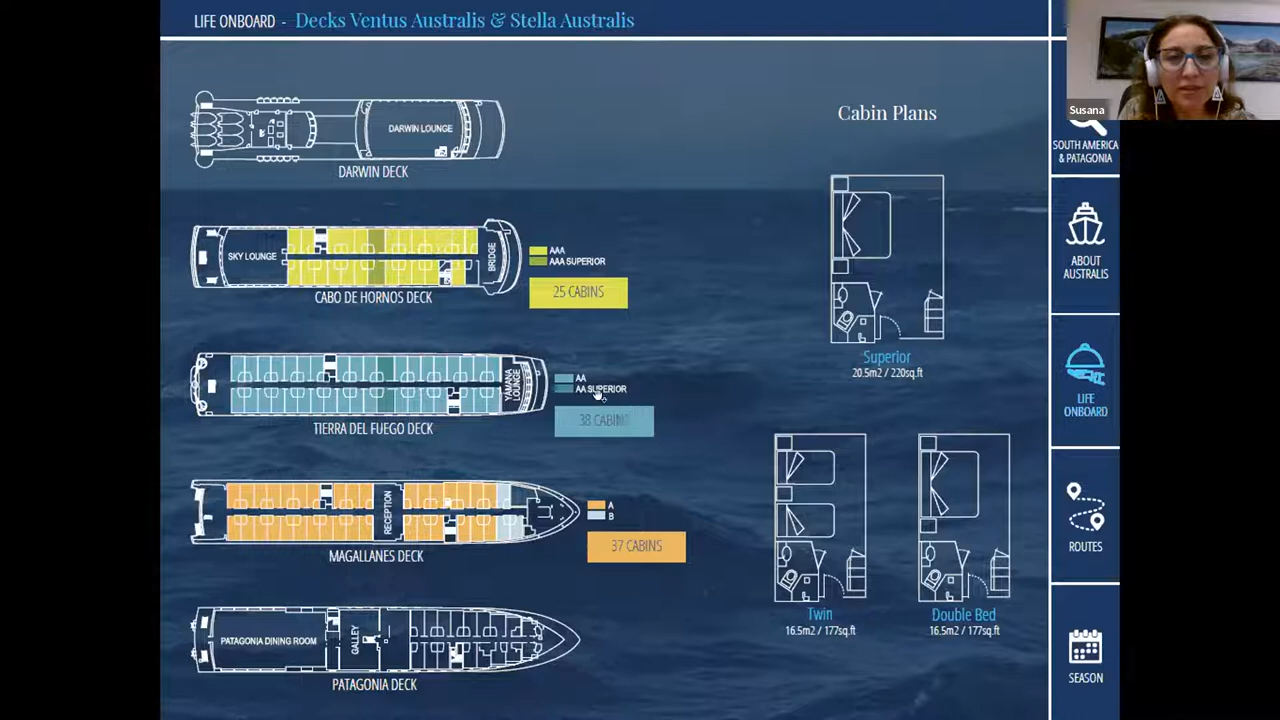 LIFE ONBOARD - Decks Ventus Australis & Stella Australis
Susana
DARWIN LOUNGE
DARWIN DECK
SKY LOUNGE
BRIDGE
CABO DE HORNOS DECK
AAA
AAA SUPERIOR
25 CABINS
YAMANA
LOUNGE
TIERRA DEL FUEGO DECK
AA
AA SUPERIOR
38 CABINS
RECEPTION
MAGALLANES DECK
A
B
37 CABINS
PATAGONIA DINING ROOM
GALLEY
PATAGONIA DECK
Cabin Plans
Superior
20.5m2 / 220sq.ft
Twin
16.5m2 / 177sq.ft
Double Bed
16.5m2 / 177sq.ft
SOUTH AMERICA
& PATAGONIA
ABOUT
AUSTRALIS
LIFE
ONBOARD
ROUTES
SEASON